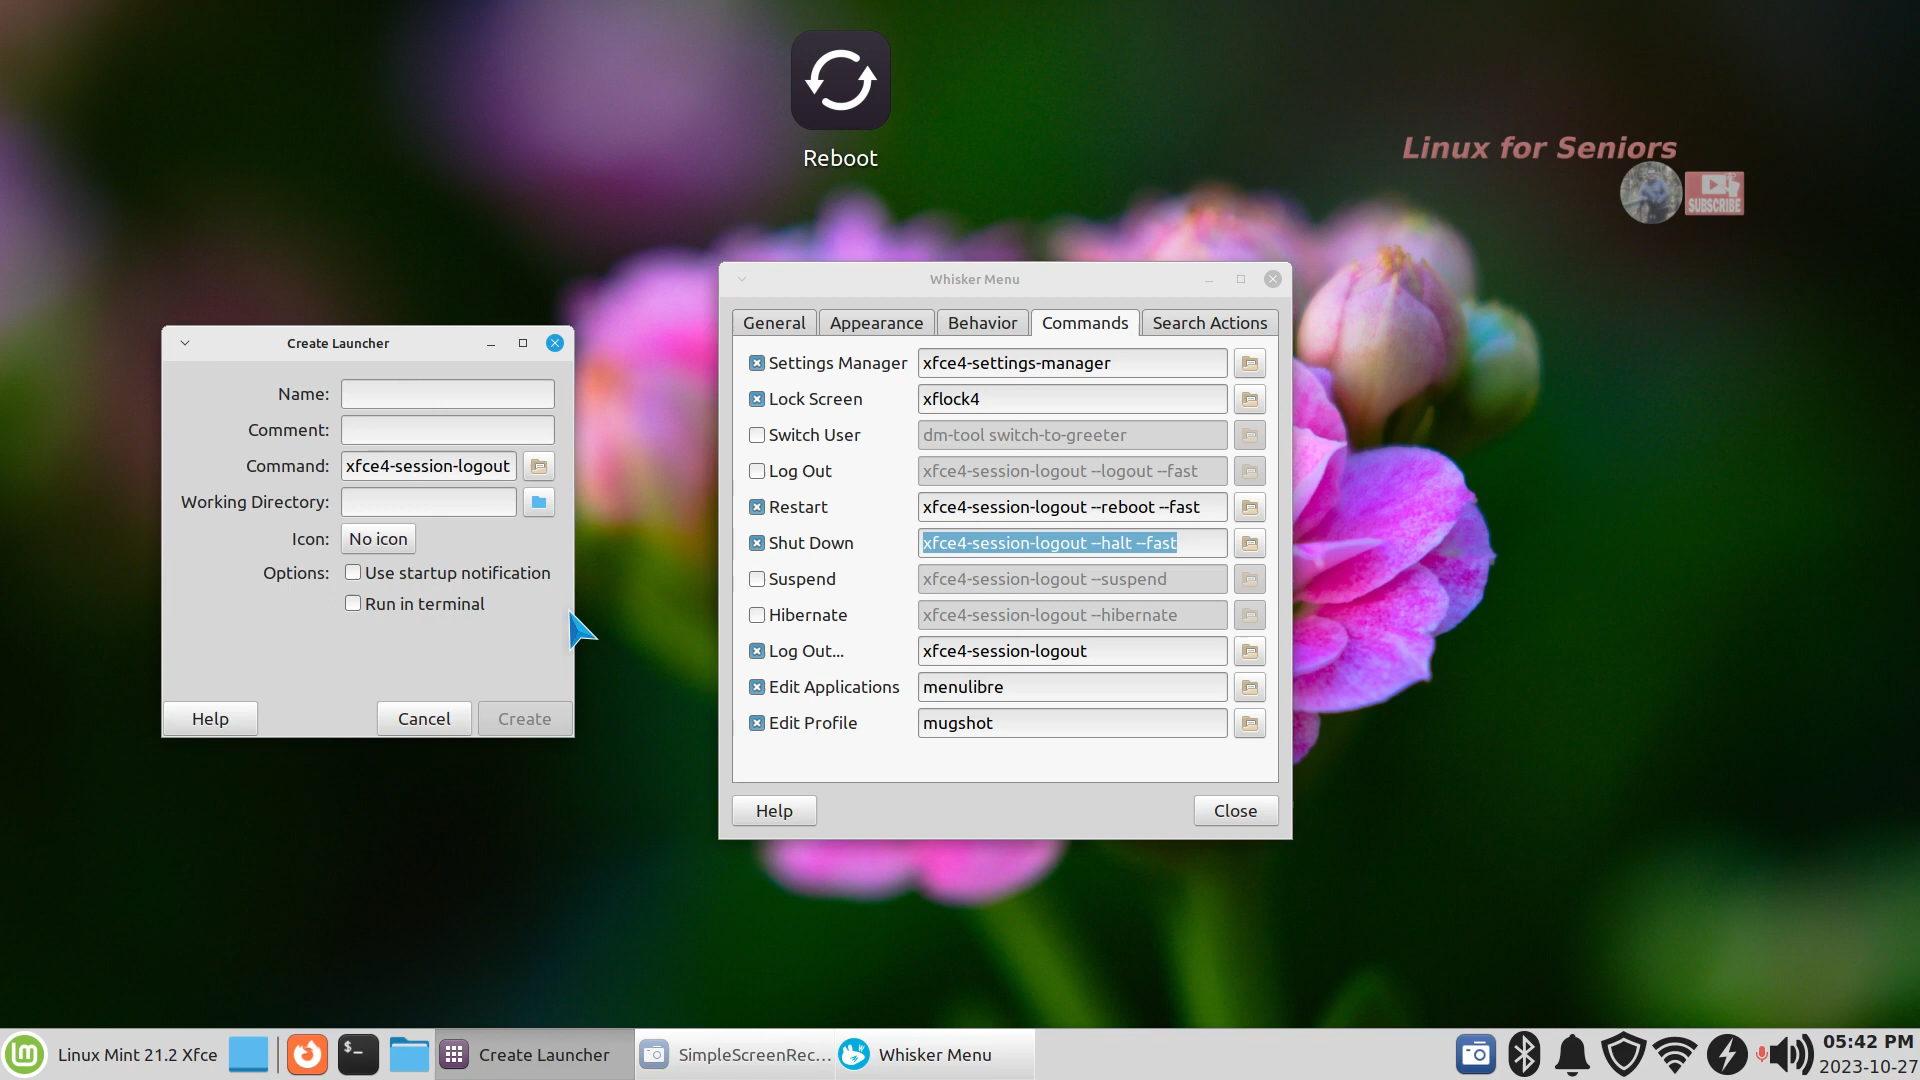 Reboot
Linux for Seniors
SUBSCRIBE
Create Launcher
Name:
Comment:
Command: xfce4-session-logout
Working Directory:
Icon: No icon
Options: Use startup notification
Run in terminal
Help Cancel Create
Whisker Menu
General Appearance Behavior Commands Search Actions
Settings Manager xfce4-settings-manager
Lock Screen xflock4
Switch User dm-tool switch-to-greeter
Log Out xfce4-session-logout --logout --fast
Restart xfce4-session-logout --reboot --fast
Shut Down xfce4-session-logout --halt --fast
Suspend xfce4-session-logout --suspend
Hibernate xfce4-session-logout --hibernate
Log Out... xfce4-session-logout
Edit Applications menulibre
Edit Profile mugshot
Help Close
Linux Mint 21.2 Xfce $_ Create Launcher SimpleScreenRec... Whisker Menu 05:42 PM
2023-10-27